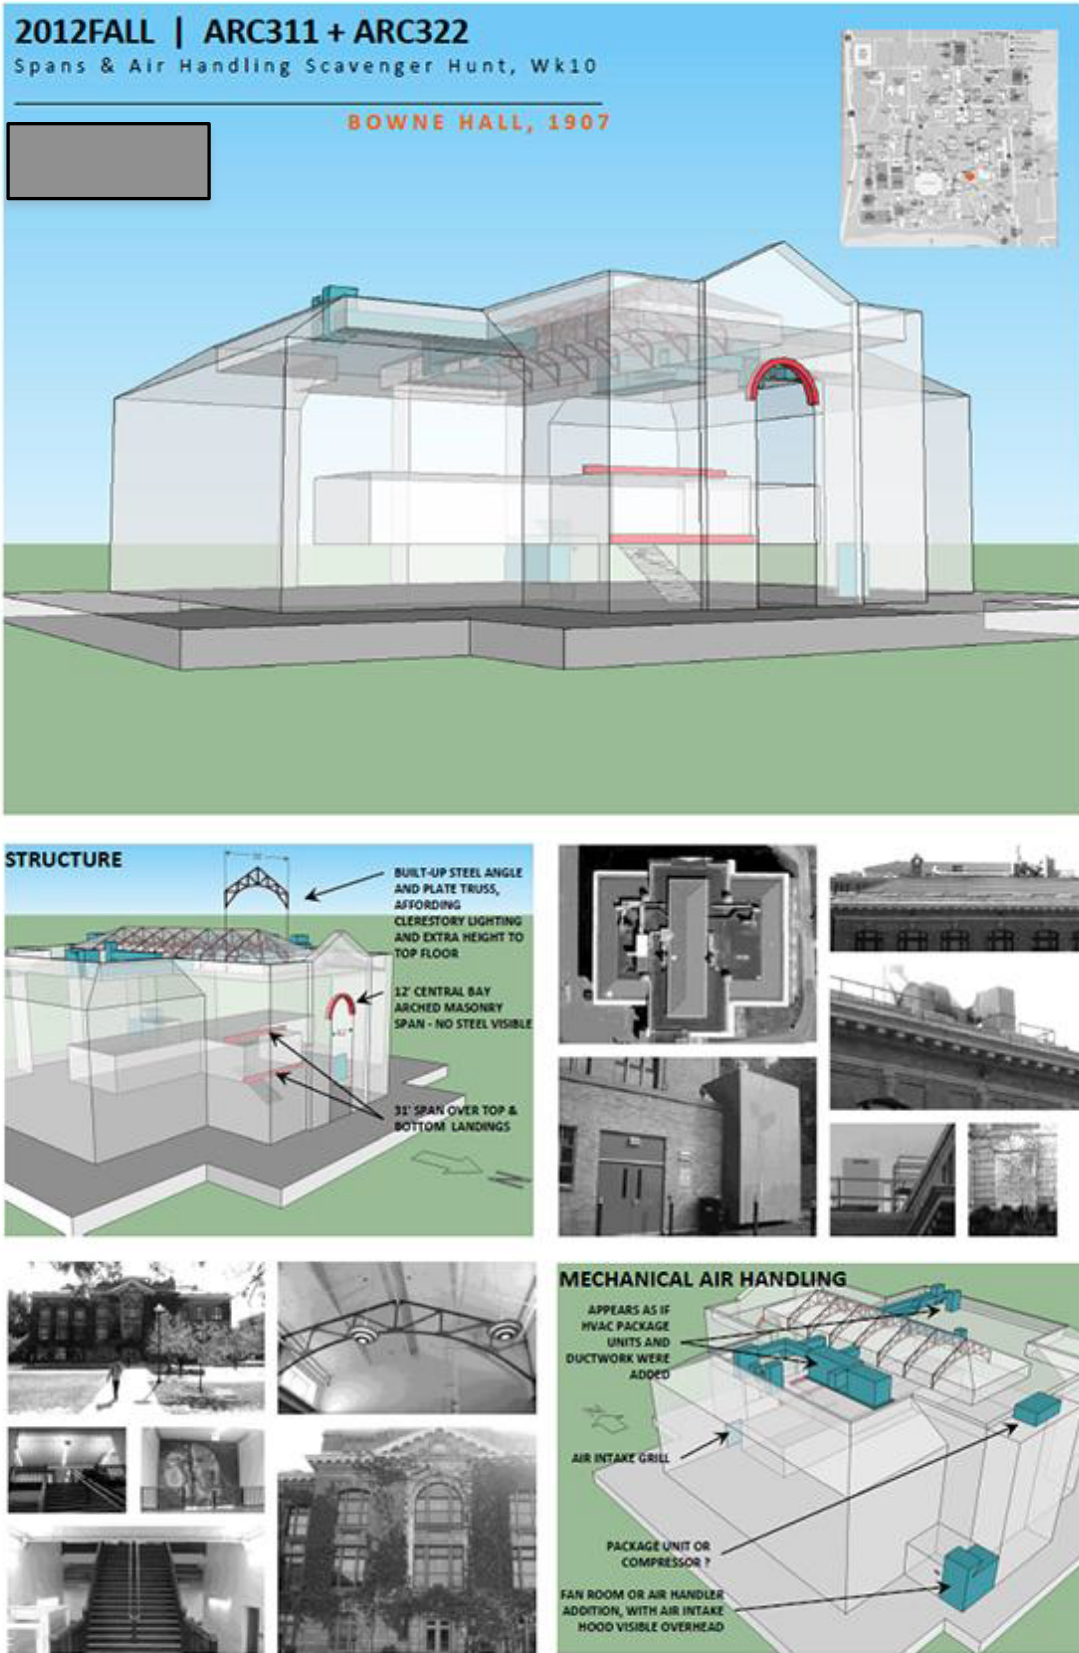 2012FALL | ARC311 + ARC322
Spans & Air Handling Scavenger Hunt, Wk10
BOWNE HALL, 1907
STRUCTURE
BUILT-UP STEEL ANGLE
AND PLATE TRUSS,
AFFORDING
CLERESTORY LIGHTING
AND EXTRA HEIGHT TO
TOP FLOOR
12' CENTRAL BAY
ARCHED MASONRY
SPAN - NO STEEL VISIBLE
31' SPAN OVER TOP &
BOTTOM LANDINGS
N
MECHANICAL AIR HANDLING
APPEARS AS IF
HVAC PACKAGE
UNITS AND
DUCTWORK WERE
ADDED
AIR INTAKE GRILL
PACKAGE UNIT OR
COMPRESSOR ?
FAN ROOM OR AIR HANDLER
ADDITION, WITH AIR INTAKE
HOOD VISIBLE OVERHEAD